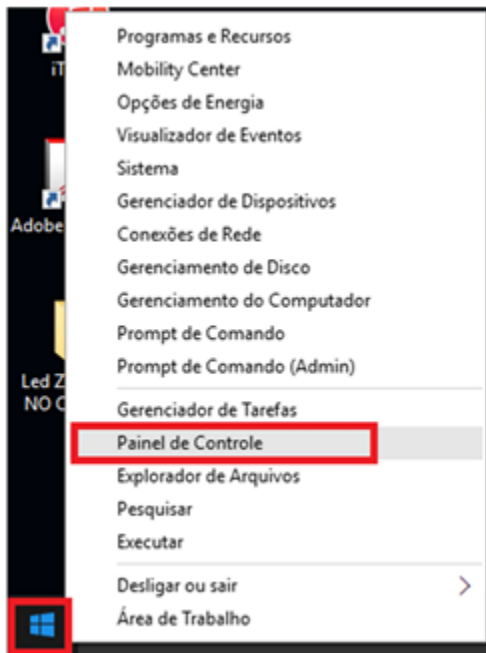 iT
Adobe
Led Z
NO C
Programas e Recursos
Mobility Center
Opções de Energia
Visualizador de Eventos
Sistema
Gerenciador de Dispositivos
Conexões de Rede
Gerenciamento de Disco
Gerenciamento do Computador
Prompt de Comando
Prompt de Comando (Admin)
Gerenciador de Tarefas
Painel de Controle
Explorador de Arquivos
Pesquisar
Executar
Desligar ou sair
Área de Trabalho